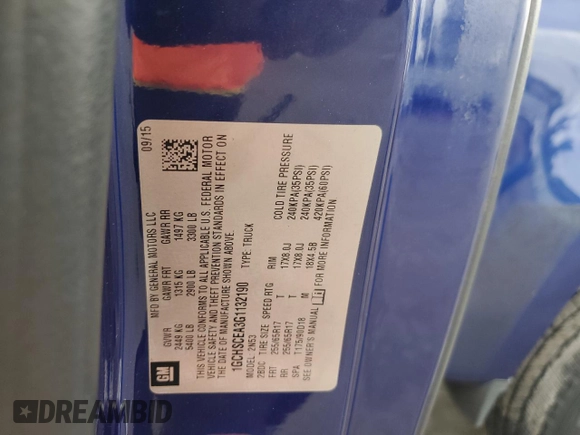 09/15
MFD BY GENERAL MOTORS LLC
GVWR GAWR FRT GAWR RR
2449 KG 1315 KG 1497 KG
5400 LB 2900 LB 3300 LB
THIS VEHICLE CONFORMS TO ALL APPLICABLE U.S. FEDERAL MOTOR
VEHICLE SAFETY AND THEFT PREVENTION STANDARDS IN EFFECT ON
THE DATE OF MANUFACTURE SHOWN ABOVE.
1GCHSCEA3G1132190 TYPE: TRUCK
MODEL: 2N53
2BDC TIRE SIZE SPEED RTG RIM COLD TIRE PRESSURE
FRT 255/65R17 T 17X8.0J 240KPA(35PSI)
RR 255/65R17 T 17X8.0J 240KPA(35PSI)
SPA T175/90D18 M 18X4.5B 420KPA(60PSI)
SEE OWNER'S MANUAL FOR MORE INFORMATION
GM
DREAMBID